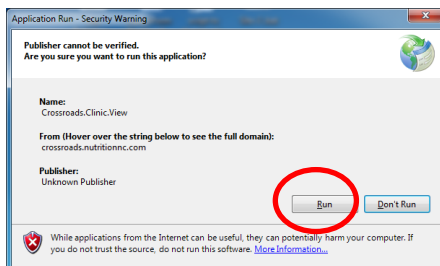 Application Run - Security Warning
Publisher cannot be verified.
Are you sure you want to run this application?
Name:
Crossroads.Clinic.View
From (Hover over the string below to see the full domain):
crossroads.nutritionnc.com
Publisher:
Unknown Publisher
Run Don't Run
While applications from the Internet can be useful, they can potentially harm your computer. If
you do not trust the source, do not run this software. More Information...